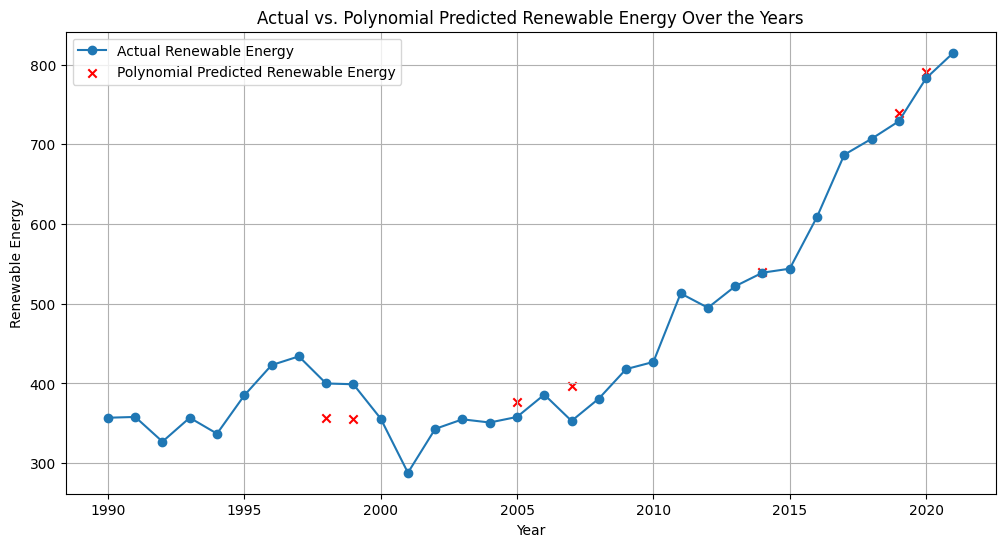 Actual vs. Polynomial Predicted Renewable Energy Over the Years
Actual Renewable Energy
Polynomial Predicted Renewable Energy
800
700
600
500
400
300
Renewable Energy
1990 1995 2000 2005 2010 2015 2020
Year